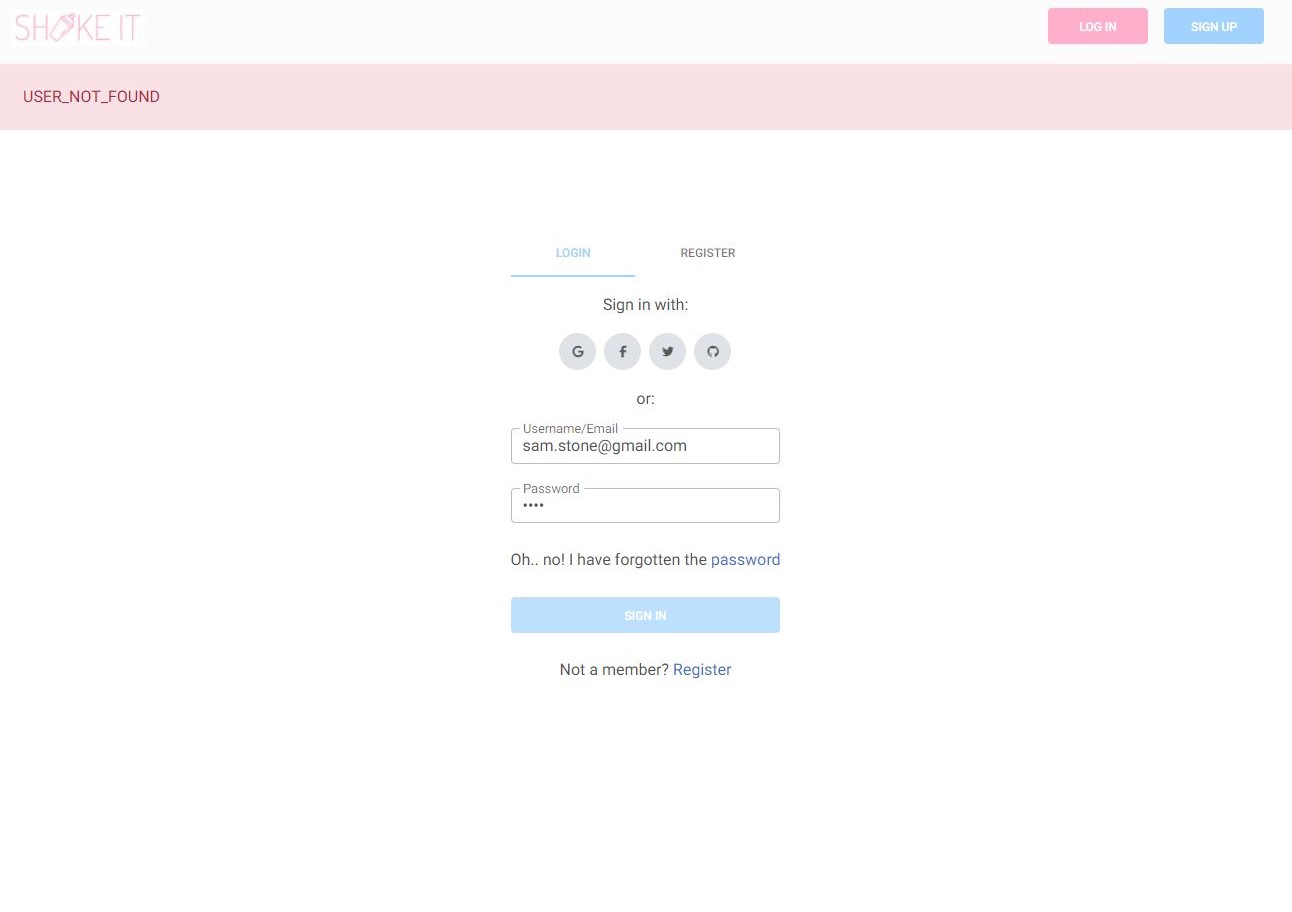 SHAKE IT
LOG IN
SIGN UP
USER_NOT_FOUND
LOGIN
REGISTER
Sign in with:
or:
Username/Email
sam.stone@gmail.com
Password
••••
Oh.. no! I have forgotten the password
SIGN IN
Not a member? Register